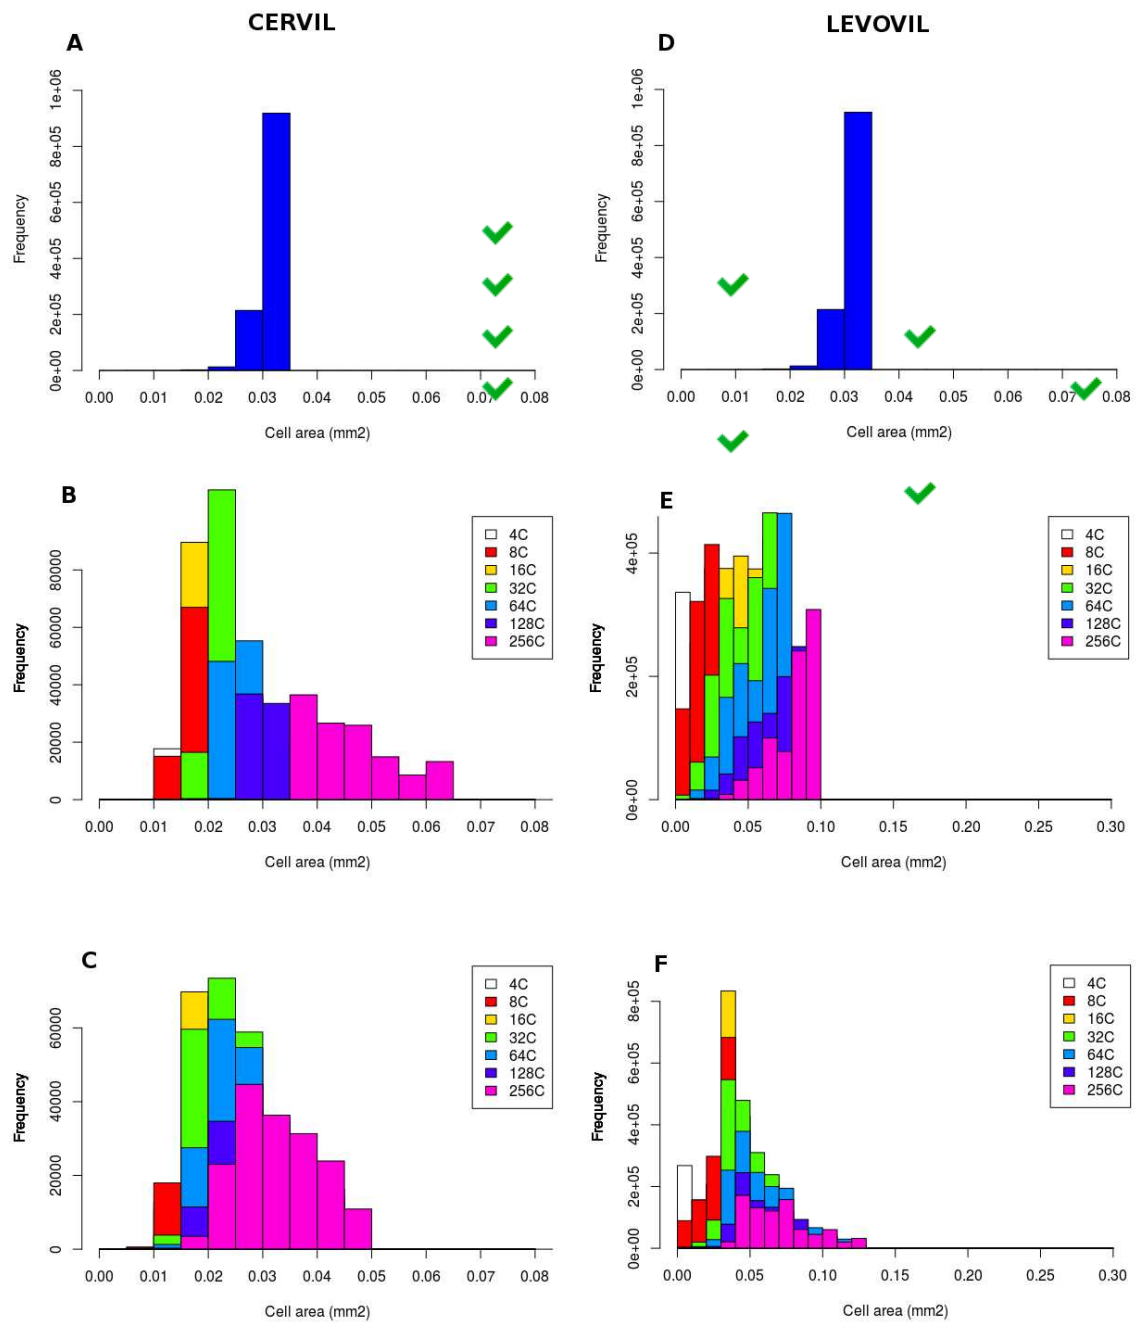 CERVIL
LEVOVIL
A
Frequency
0e+00 2e+05 4e+05 6e+05 8e+05 1e+06
0.00 0.01 0.02 0.03 0.04 0.05 0.06 0.07 0.08
Cell area (mm2)
D
Frequency
0e+00 2e+05 4e+05 6e+05 8e+05 1e+06
0.00 0.01 0.02 0.03 0.04 0.05 0.06 0.07 0.08
Cell area (mm2)
B
Frequency
0 20000 40000 60000 80000
4C
8C
16C
32C
64C
128C
256C
0.00 0.01 0.02 0.03 0.04 0.05 0.06 0.07 0.08
Cell area (mm2)
E
Frequency
0e+00 2e+05 4e+05
4C
8C
16C
32C
64C
128C
256C
0.00 0.05 0.10 0.15 0.20 0.25 0.30
Cell area (mm2)
C
Frequency
0 20000 40000 60000
4C
8C
16C
32C
64C
128C
256C
0.00 0.01 0.02 0.03 0.04 0.05 0.06 0.07 0.08
Cell area (mm2)
F
Frequency
0e+00 2e+05 4e+05 6e+05 8e+05
4C
8C
16C
32C
64C
128C
256C
0.00 0.05 0.10 0.15 0.20 0.25 0.30
Cell area (mm2)